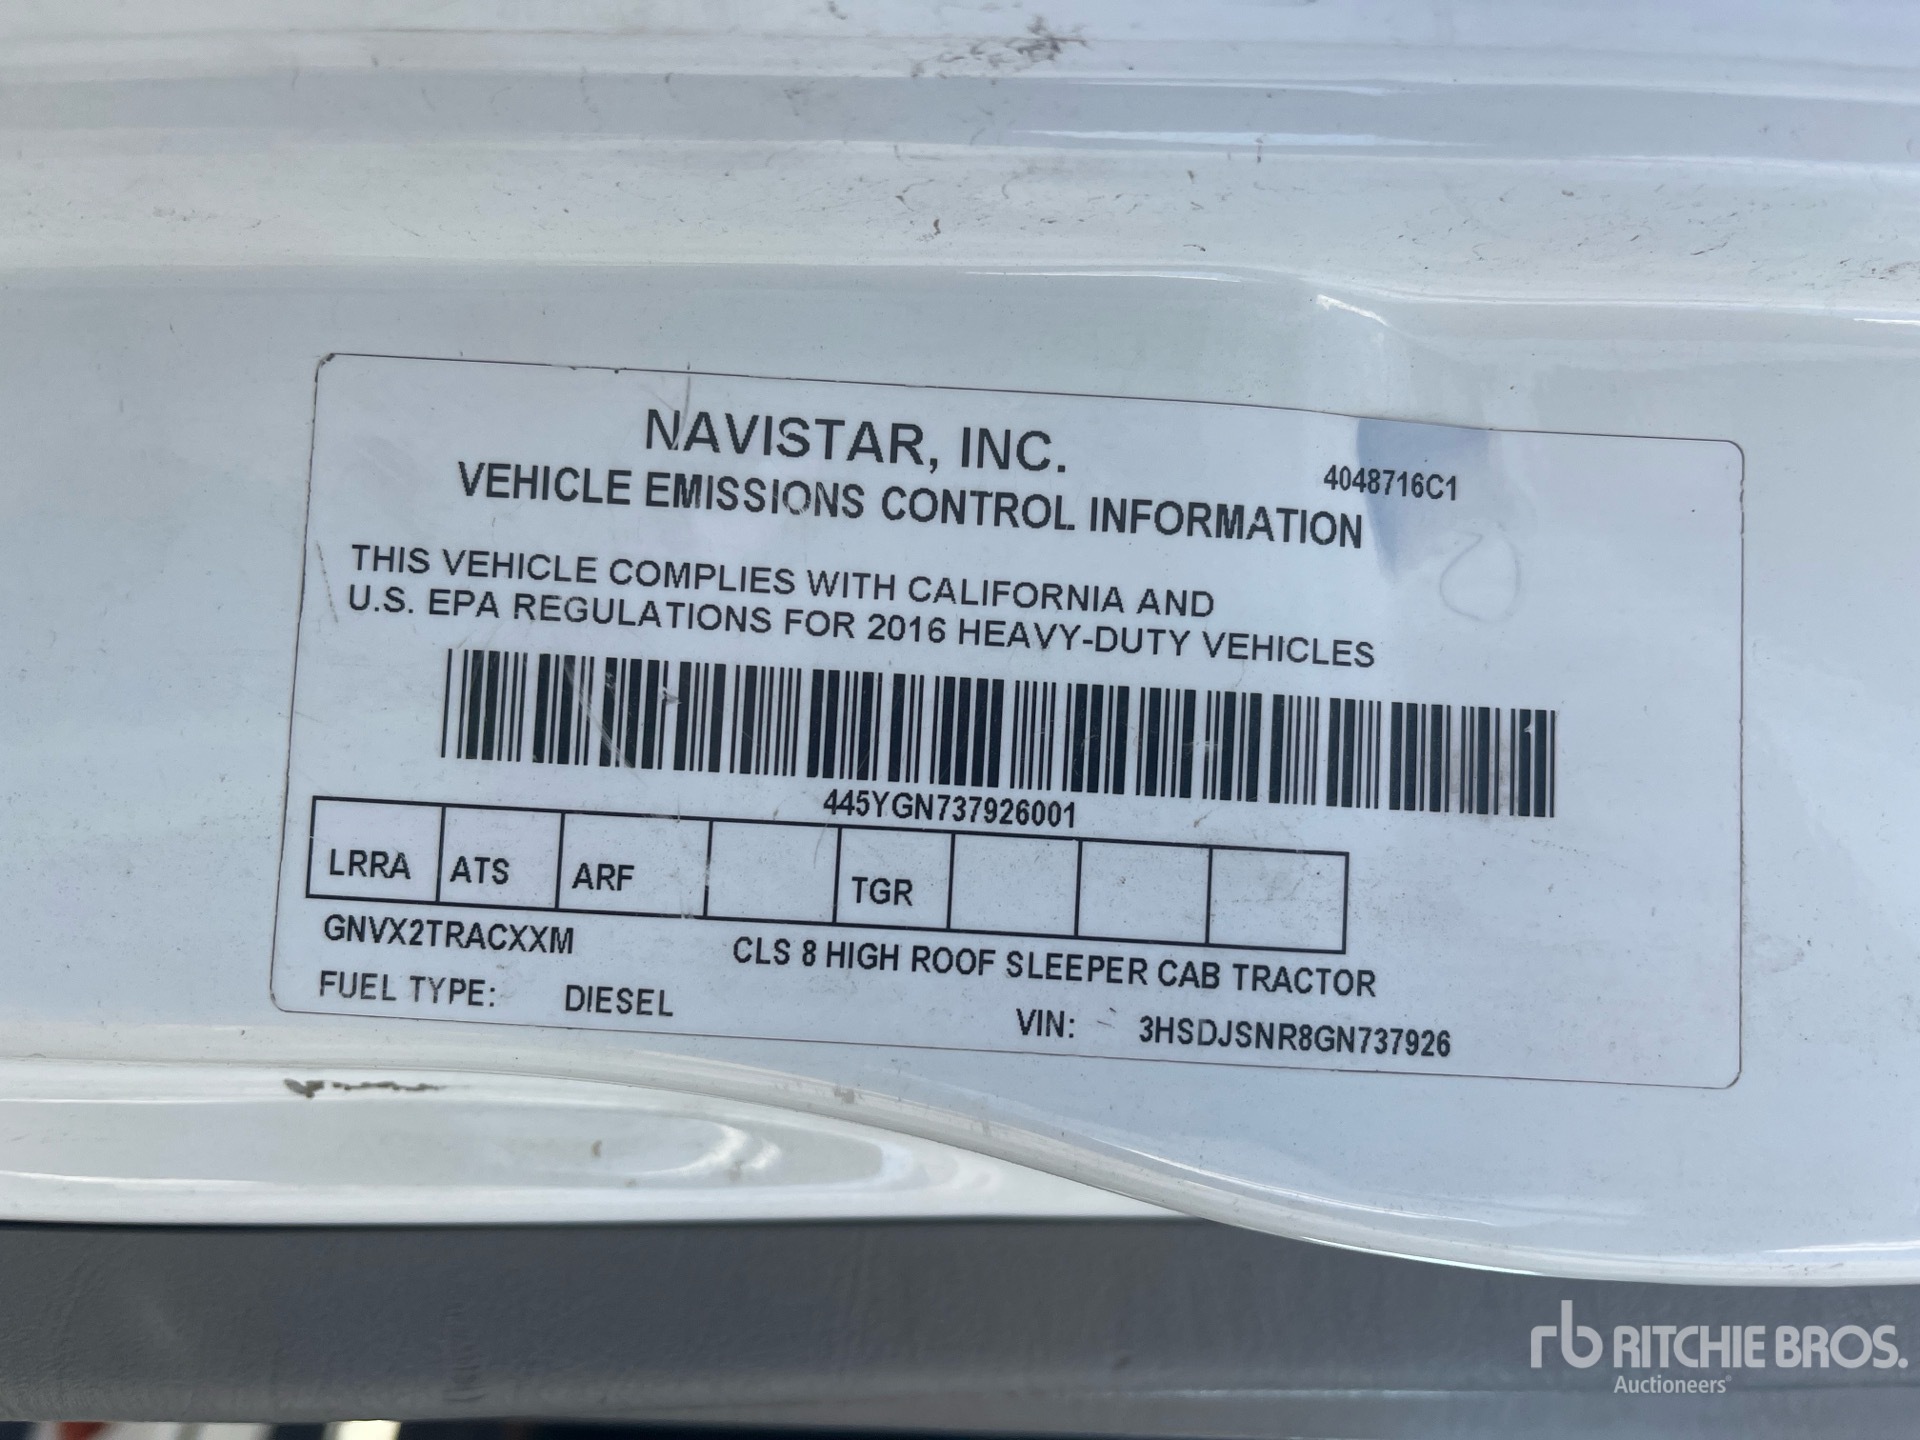 NAVISTAR, INC.
4048716C1
VEHICLE EMISSIONS CONTROL INFORMATION
THIS VEHICLE COMPLIES WITH CALIFORNIA AND
U.S. EPA REGULATIONS FOR 2016 HEAVY-DUTY VEHICLES
445YGN737926001
LRRA ATS ARF TGR
GNVX2TRACXXM CLS 8 HIGH ROOF SLEEPER CAB TRACTOR
FUEL TYPE: DIESEL VIN: 3HSDJSNR8GN737926
rb RITCHIE BROS.
Auctioneers